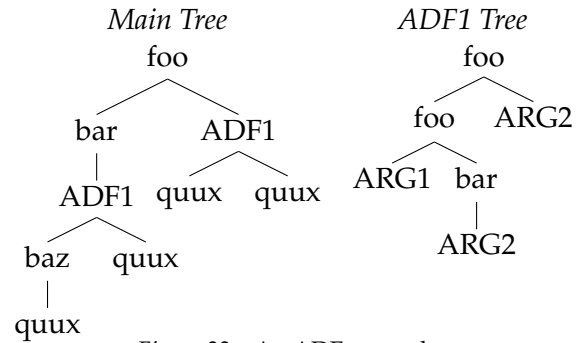 Main Tree ADF1 Tree
foo foo
bar ADF1 foo ARG2
ADF1 quux quux ARG1 bar
baz quux ARG2
quux